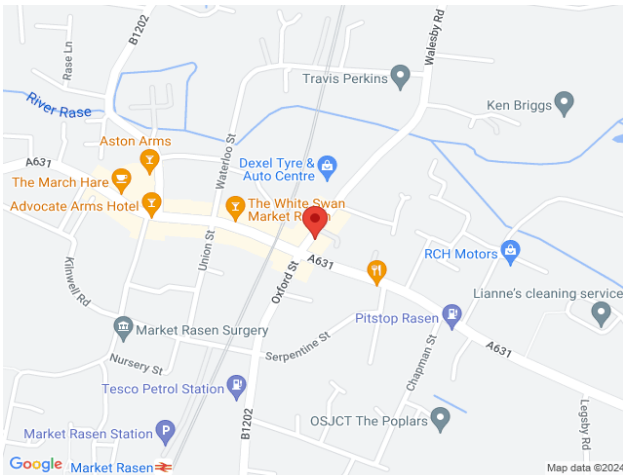 B1202
Rase Ln
Walesby Rd
Travis Perkins
River Rase
Ken Briggs
Aston Arms
Waterloo St
A631
Dexel Tyre &
Auto Centre
The March Hare
Advocate Arms Hotel
The White Swan
Market Rasen
Union St
Oxford St
A631
RCH Motors
Kilnwell Rd
Lianne's cleaning service
Pitstop Rasen
Market Rasen Surgery
Serpentine St
A631
Nursery St
Chapman St
Tesco Petrol Station
Legsby Rd
B1202
OSJCT The Poplars
Market Rasen Station
Google
Market Rasen
Map data ©2024